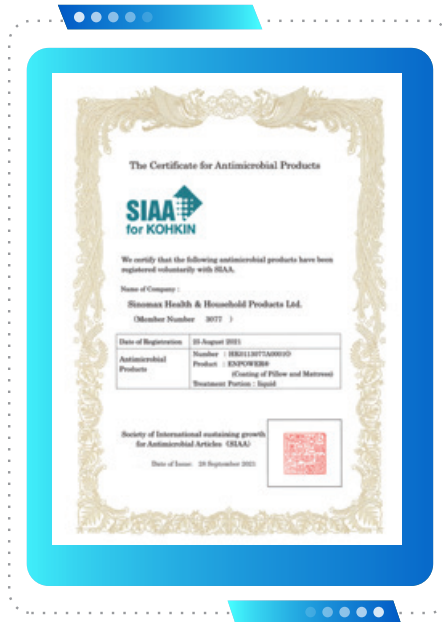 The Certificate for Antimicrobial Products
SIAA
for KOHKIN
We certify that the following antimicrobial products have been
registered voluntarily with SIAA.
Name of Company :
Sinomax Health & Household Products Ltd.
(Member Number 3077 )
Date of Registration 25 August 2021
Antimicrobial Products
Number :
Product : ENPOWER®
(Coating of Pillow and Mattress)
Treatment Portion : liquid
Society of International sustaining growth
for Antimicrobial Articles (SIAA)
Date of Issue: 28 September 2021